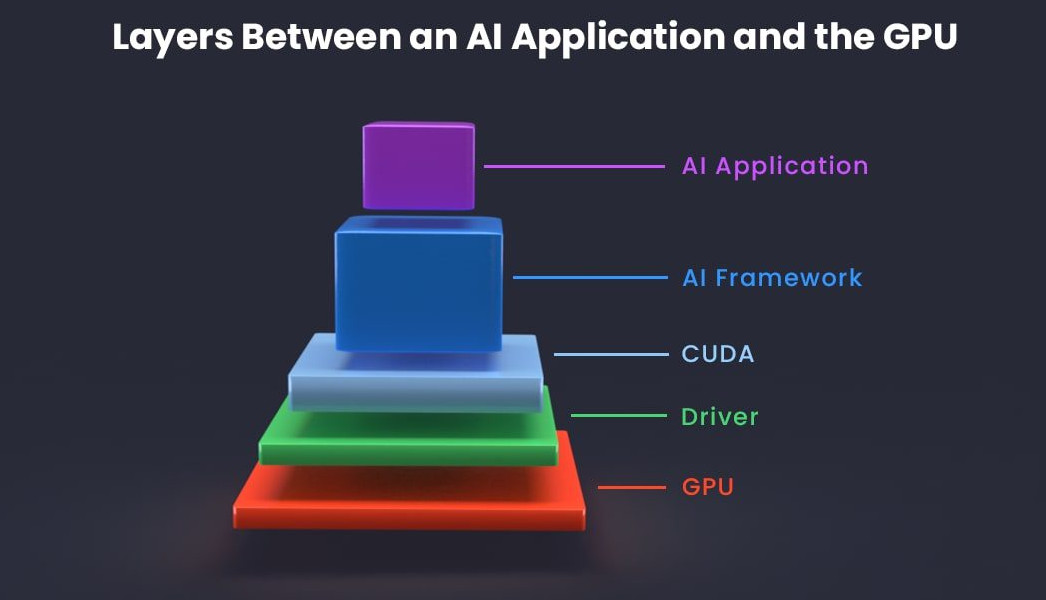 Layers Between an AI Application and the GPU
AI Application
AI Framework
CUDA
Driver
GPU